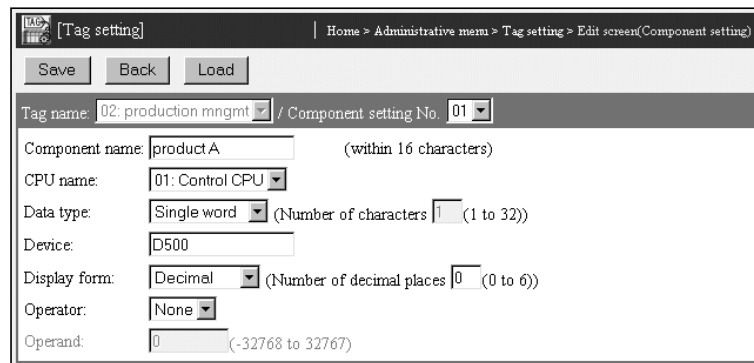 TAG
[Tag setting] Home > Administrative menu > Tag setting > Edit screen(Component setting)
Save Back Load
Tag name: 02: production mngmt / Component setting No. 01
Component name: product A (within 16 characters)
CPU name: 01: Control CPU
Data type: Single word (Number of characters 1 (1 to 32))
Device: D500
Display form: Decimal (Number of decimal places 0 (0 to 6))
Operator: None
Operand: 0 (-32768 to 32767)